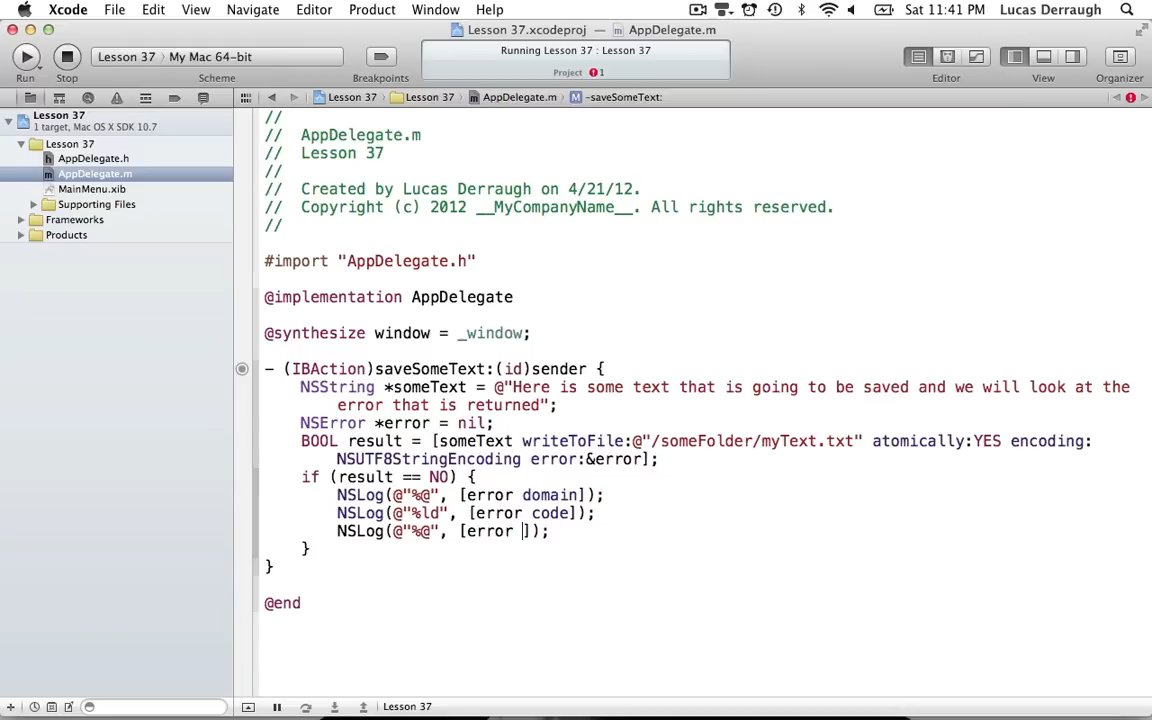 Xcode File Edit View Navigate Editor Product Window Help Sat 11:41 PM Lucas Derraugh
Lesson 37.xcodeproj — AppDelegate.m
Lesson 37 My Mac 64-bit
Running Lesson 37 : Lesson 37
Project 1
Run Stop Scheme Breakpoints Editor View Organizer
Lesson 37 Lesson 37 AppDelegate.m M -saveSomeText:
Lesson 37
1 target, Mac OS X SDK 10.7
Lesson 37
h AppDelegate.h
m AppDelegate.m
MainMenu.xib
Supporting Files
Frameworks
Products
//
// AppDelegate.m
// Lesson 37
//
// Created by Lucas Derraugh on 4/21/12.
// Copyright (c) 2012 __MyCompanyName__. All rights reserved.
//
#import "AppDelegate.h"
@implementation AppDelegate
@synthesize window = _window;
- (IBAction)saveSomeText:(id)sender {
NSString *someText = @"Here is some text that is going to be saved and we will look at the
error that is returned";
NSError *error = nil;
BOOL result = [someText writeToFile:@"/someFolder/myText.txt" atomically:YES encoding:
NSUTF8StringEncoding error:&error];
if (result == NO) {
NSLog(@"%@", [error domain]);
NSLog(@"%ld", [error code]);
NSLog(@"%@", [error ]);
}
}
@end
Lesson 37